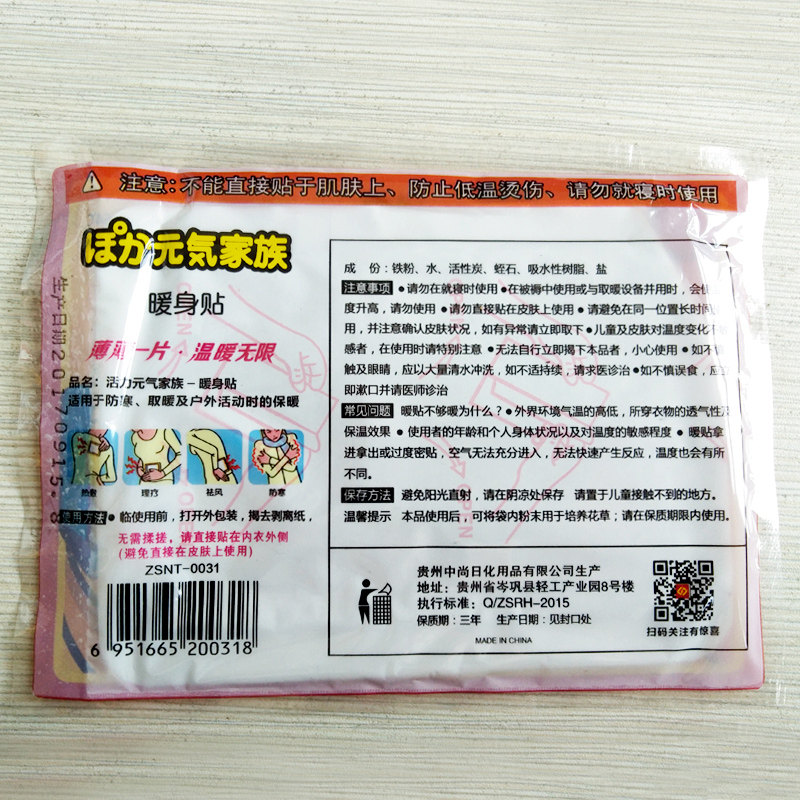 注意:不能直接贴于肌肤上、防止低温烫伤、请勿就寝时使用
ぽか元気家族
暖身贴
薄薄一片·温暖无限
品名:活力元气家族-暖身贴
适用于防寒、取暖及户外活动时的保暖
热敷 理疗 祛风 防寒
使用方法 ● 临使用前,打开外包装,揭去剥离纸,
无需揉搓,请直接贴在内衣外侧
(避免直接在皮肤上使用)
ZSNT-0031
6 951665 200318
生产日期20170915-8
成 份:铁粉、水、活性炭、蛭石、吸水性树脂、盐
注意事项 ●请勿在就寝时使用 ●在被褥中使用或与取暖设备并用时,会使
度升高,请勿使用 ●请勿直接贴在皮肤上使用 ●请避免在同一位置长时间
用,并注意确认皮肤状况,如有异常请立即取下 ●儿童及皮肤对温度变化
感者,在使用时请特别注意 ●无法自行立即揭下本品者,小心使用 ●如不
触及眼睛,应以大量清水冲洗,如不适持续,请求医诊治 ●如不慎误食,应
即漱口并请医师诊治
常见问题 暖贴不够暖为什么? ●外界环境气温的高低,所穿衣物的透气性及
保温效果 ●使用者的年龄和个人身体状况以及对温度的敏感程度 ●暖贴拿
进拿出或过度密贴,空气无法充分进入,无法快速产生反应,温度也会有所
不同。
保存方法 避免阳光直射,请在阴凉处保存 请置于儿童接触不到的地方。
温馨提示 本品使用后,可将袋内粉末用于培养花草;请在保质期限内使用。
贵州中尚日化用品有限公司生产
地址:贵州省岑巩县轻工产业园8号楼
执行标准:Q/ZSRH-2015
保质期:三年 生产日期:见封口处
MADE IN CHINA
扫码关注有惊喜
OPEN